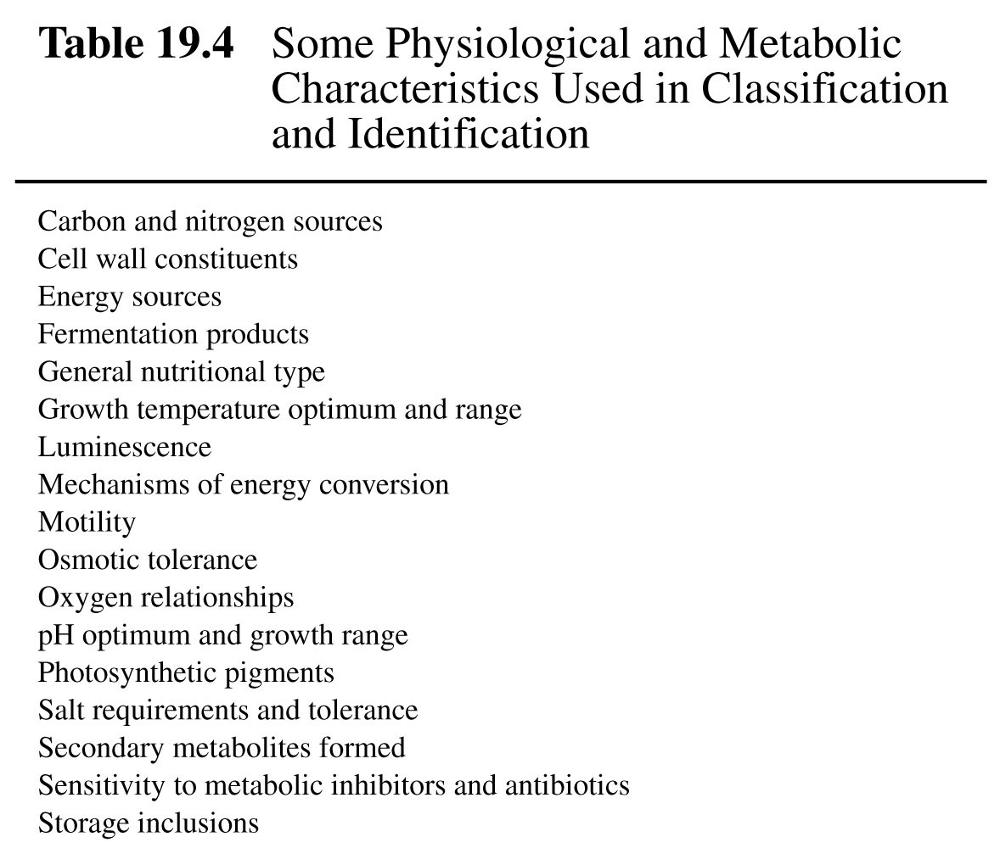 Table 19.4 Some Physiological and Metabolic
Characteristics Used in Classification
and Identification
Carbon and nitrogen sources
Cell wall constituents
Energy sources
Fermentation products
General nutritional type
Growth temperature optimum and range
Luminescence
Mechanisms of energy conversion
Motility
Osmotic tolerance
Oxygen relationships
pH optimum and growth range
Photosynthetic pigments
Salt requirements and tolerance
Secondary metabolites formed
Sensitivity to metabolic inhibitors and antibiotics
Storage inclusions